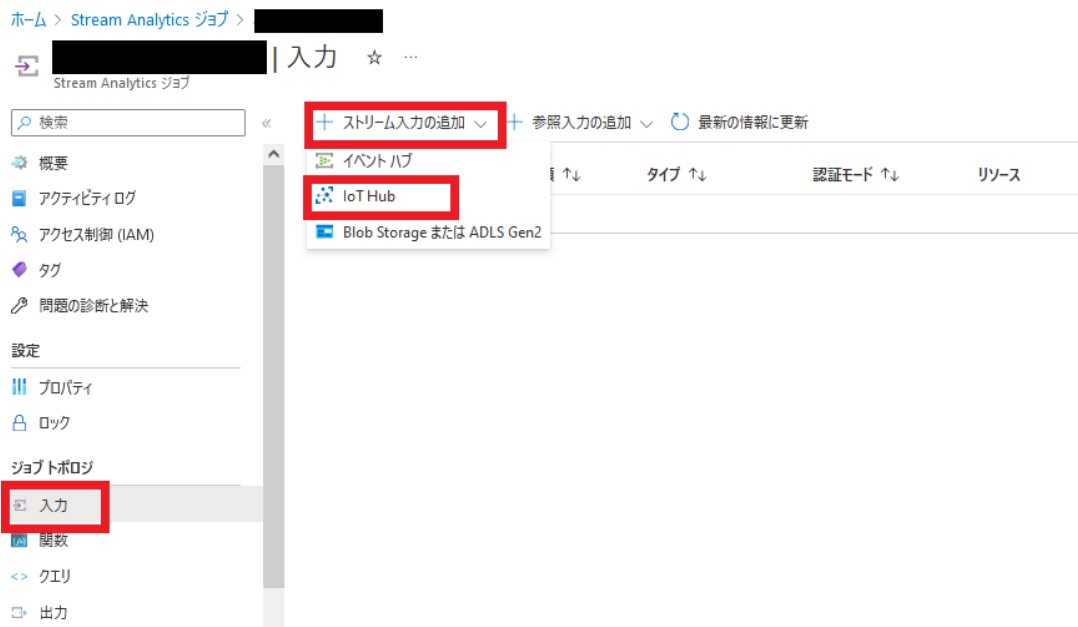 ホーム > Stream Analytics ジョブ >
| 入力 ☆ …
Stream Analytics ジョブ
検索 «
+ ストリーム入力の追加 + 参照入力の追加 最新の情報に更新
イベント ハブ
IoT Hub
Blob Storage または ADLS Gen2
↑↓ タイプ ↑↓ 認証モード ↑↓ リソース
概要
アクティビティ ログ
アクセス制御 (IAM)
タグ
問題の診断と解決
設定
プロパティ
ロック
ジョブ トポロジ
入力
関数
<> クエリ
出力